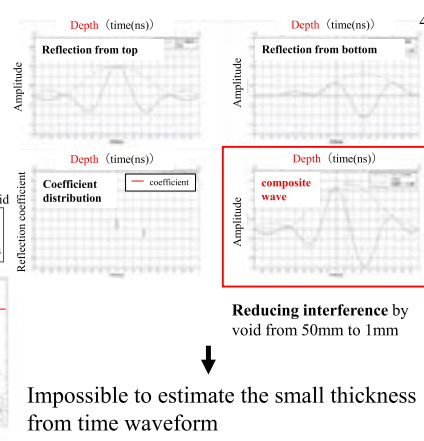 4
Depth（time(ns)）
Reflection from top
Amplitude
Depth（time(ns)）
Reflection from bottom
Amplitude
Depth（time(ns)）
Coefficient
distribution
coefficient
Reflection coefficient
Depth（time(ns)）
composite
wave
Amplitude
id
Reducing interference by
void from 50mm to 1mm
Impossible to estimate the small thickness
from time waveform